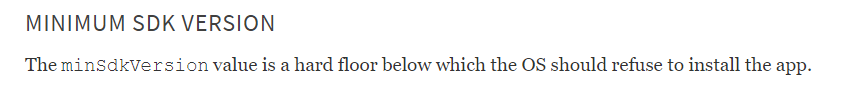 MINIMUM SDK VERSION
The minSdkVersion value is a hard floor below which the OS should refuse to install the app.